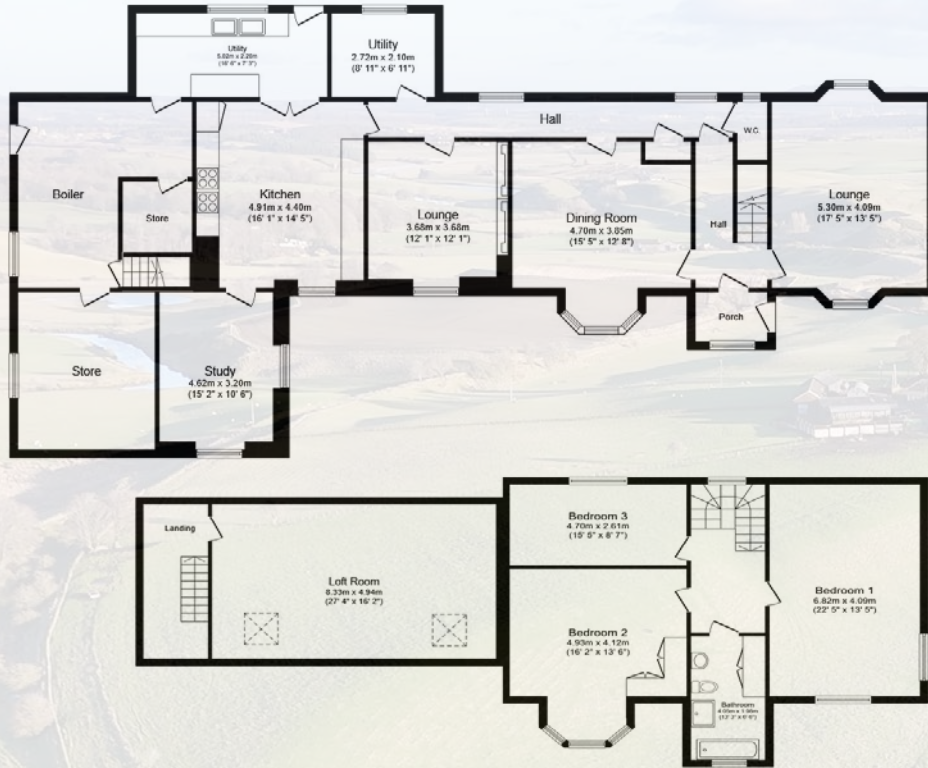 Utility
5.02m x 2.20m
Utility
2.72m x 2.10m
(8' 11" x 6' 11")
Hall
W.C.
Boiler
Store
Kitchen
4.91m x 4.40m
(16' 1" x 14' 5")
Lounge
3.68m x 3.68m
(12' 1" x 12' 1")
Dining Room
4.70m x 3.85m
(15' 5" x 12' 8")
Hall
Lounge
5.30m x 4.09m
(17' 5" x 13' 5")
Porch
Store
Study
4.62m x 3.20m
(15' 2" x 10' 6")
Landing
Loft Room
8.33m x 4.94m
(27' 4" x 16' 2")
Bedroom 3
4.70m x 2.61m
(15' 5" x 8' 7")
Bedroom 2
4.93m x 4.12m
(16' 2" x 13' 6")
Bedroom 1
6.82m x 4.09m
(22' 5" x 13' 5")
Bathroom